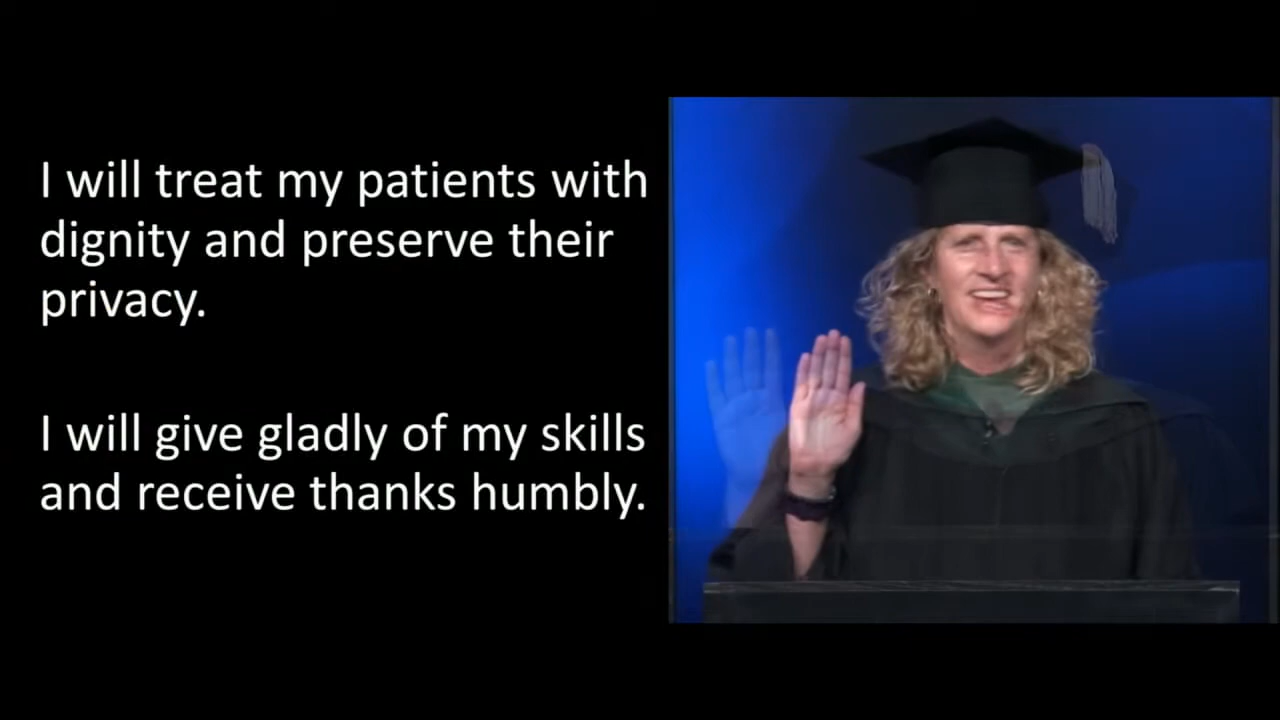 I will treat my patients with
dignity and preserve their
privacy.
I will give gladly of my skills
and receive thanks humbly.